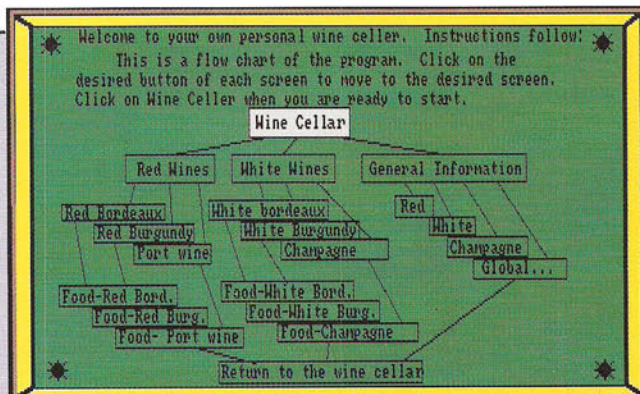 Welcome to your own personal wine celler. Instructions follow!
This is a flow chart of the program. Click on the
desired button of each screen to move to the desired screen.
Click on Wine Celler when you are ready to start.
Wine Cellar
Red Wines
White Wines
General Information
Red Bordeaux
Red Burgundy
Port wine
White bordeaux
White Burgundy
Champagne
Red
White
Champagne
Global...
Food-Red Bord.
Food-Red Burg.
Food- Port wine
Food-White Bord.
Food-White Burg.
Food-Champagne
Return to the wine cellar